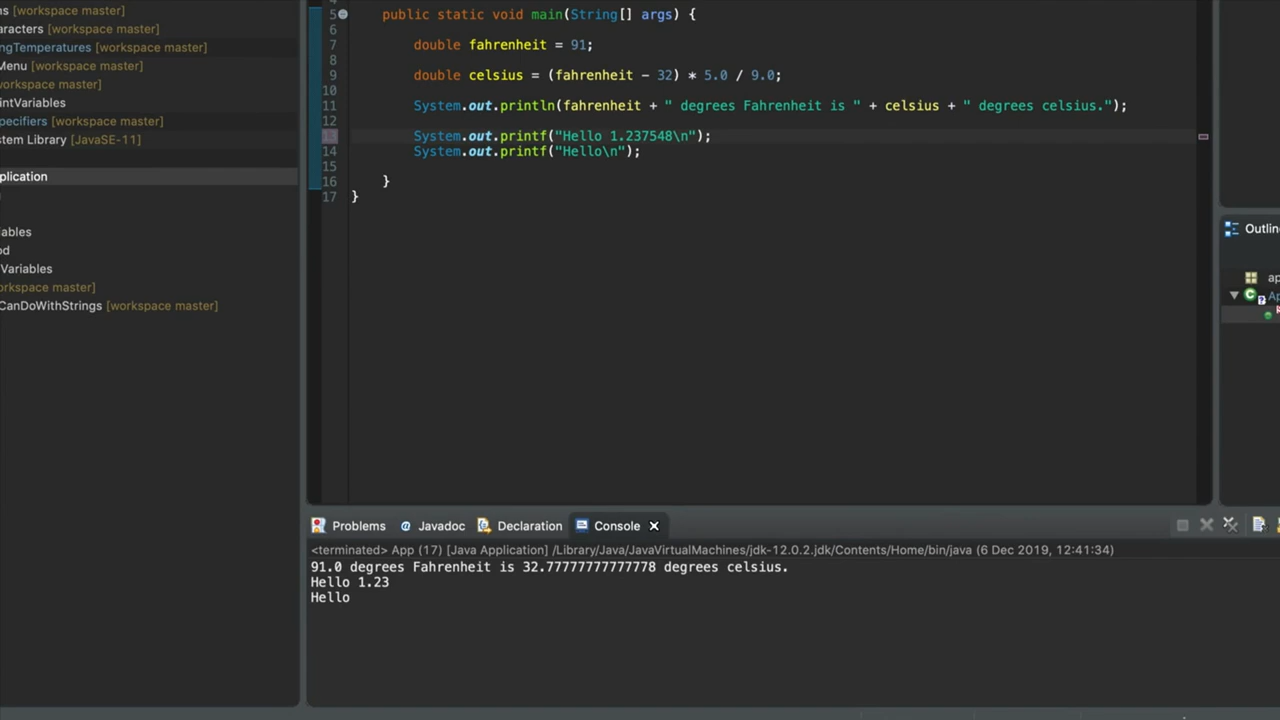 ns [workspace master]
aracters [workspace master]
ngTemperatures [workspace master]
Menu [workspace master]
workspace master]
intVariables
pecifiers [workspace master]
stem Library [JavaSE-11]
plication
ables
od
Variables
orkspace master]
CanDoWithStrings [workspace master]
5 public static void main(String[] args) {
6
7 double fahrenheit = 91;
8
9 double celsius = (fahrenheit - 32) * 5.0 / 9.0;
10
11 System.out.println(fahrenheit + " degrees Fahrenheit is " + celsius + " degrees celsius.");
12
13 System.out.printf("Hello 1.237548\n");
14 System.out.printf("Hello\n");
15
16 }
17 }
Outlin
ap
Ap
Problems Javadoc Declaration Console
<terminated> App (17) [Java Application] /Library/Java/JavaVirtualMachines/jdk-12.0.2.jdk/Contents/Home/bin/java (6 Dec 2019, 12:41:34)
91.0 degrees Fahrenheit is 32.77777777777778 degrees celsius.
Hello 1.23
Hello